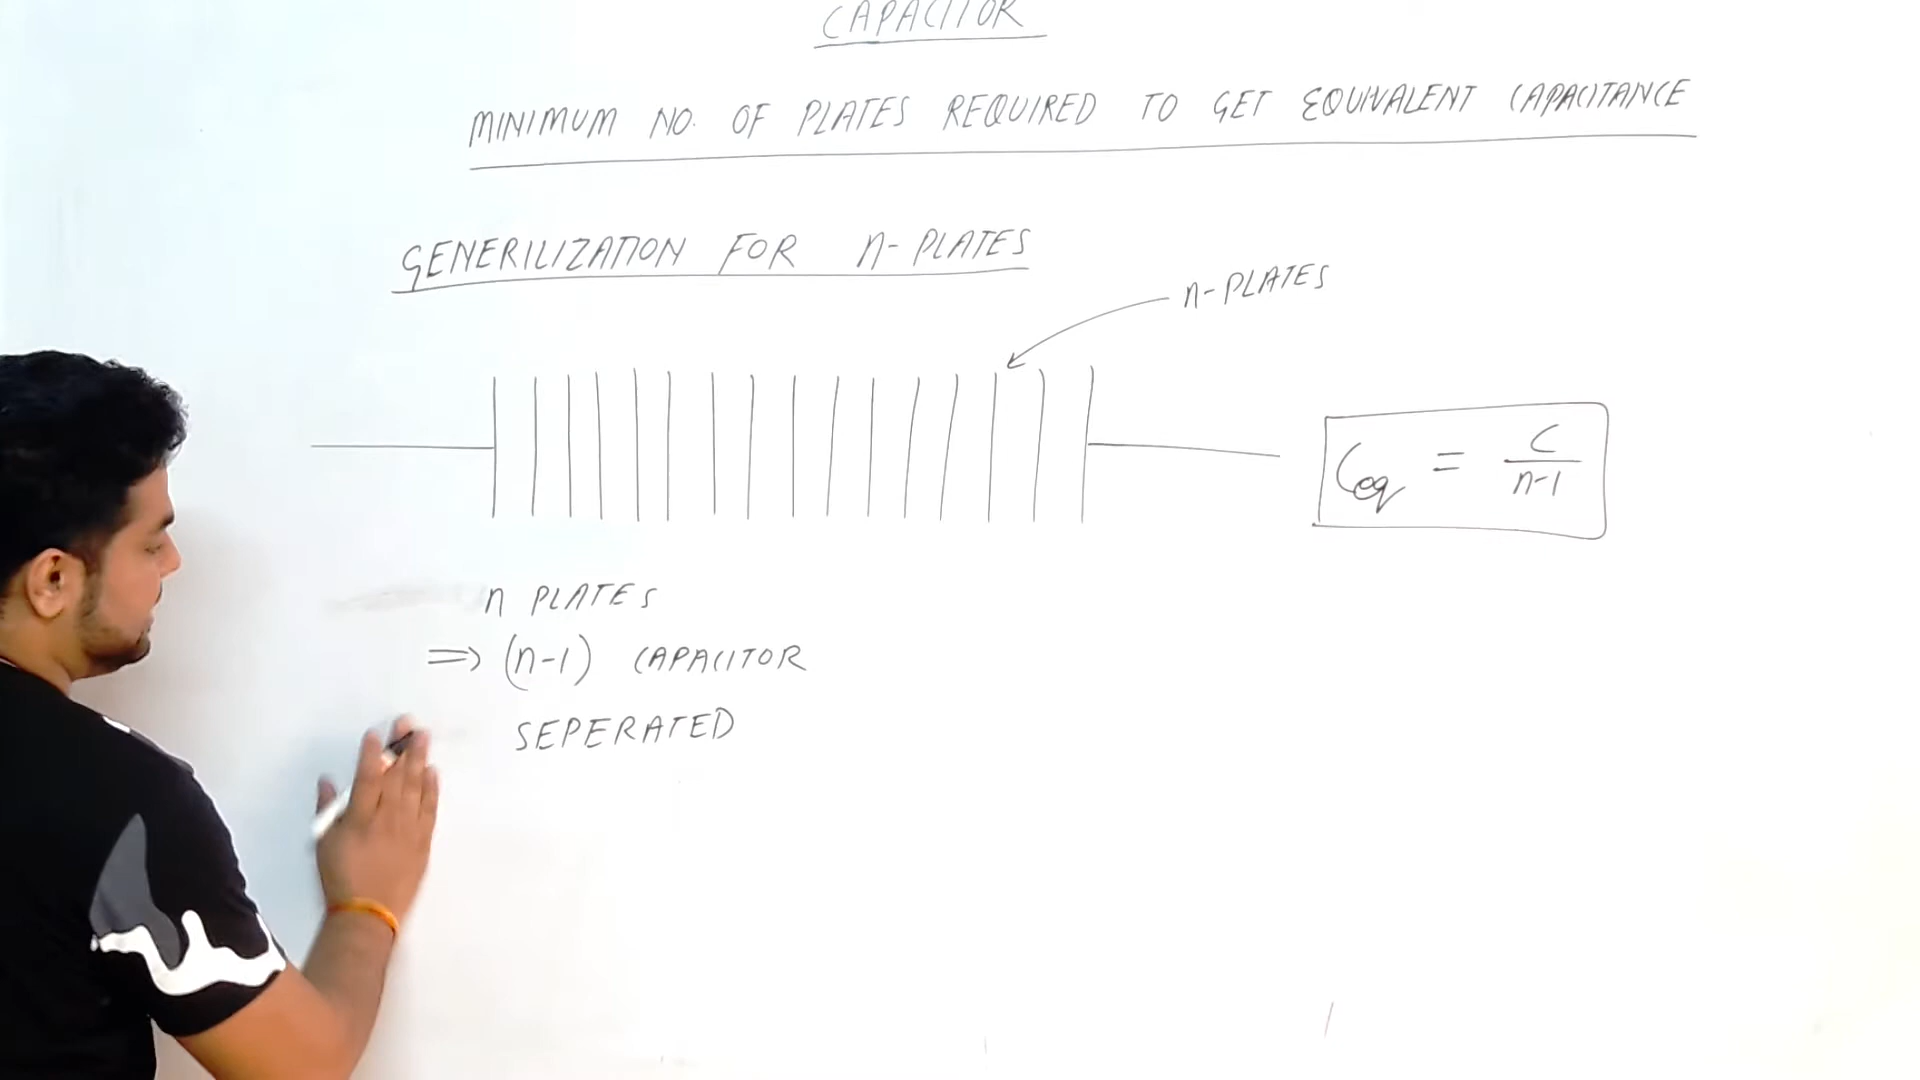 CAPACITOR
MINIMUM NO. OF PLATES REQUIRED TO GET EQUIVALENT CAPACITANCE
GENERILIZATION FOR n-PLATES
n-PLATES
Ceq = C/n-1
n PLATES
⇒ (n-1) CAPACITOR
SEPERATED